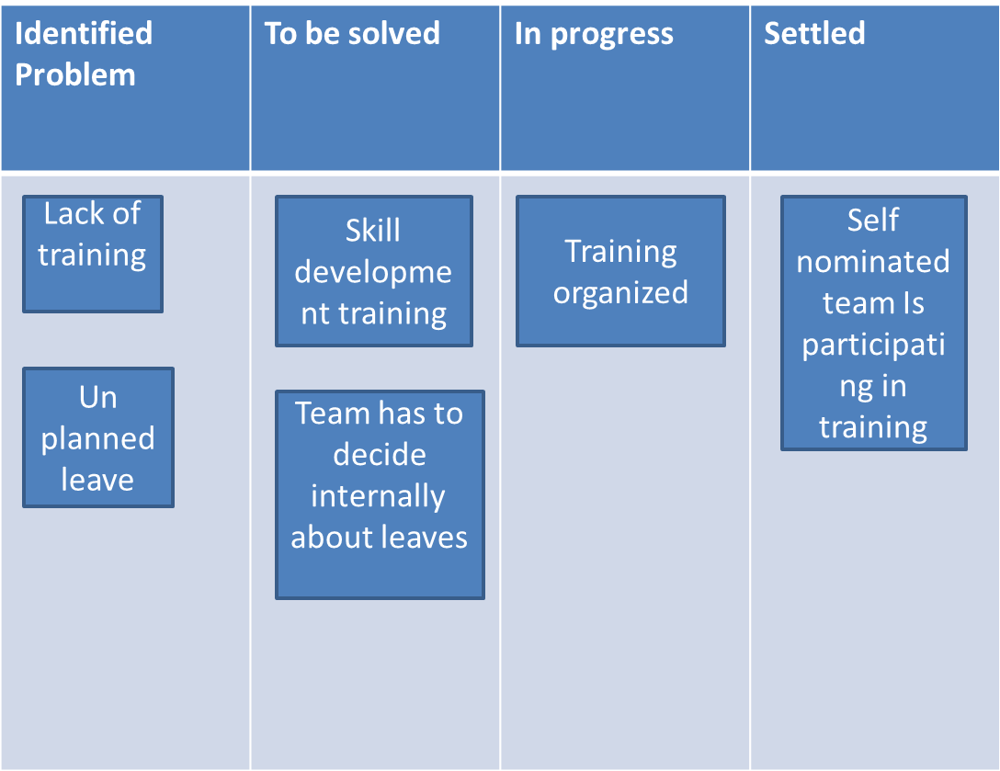 Identified
Problem
To be solved
In progress
Settled
Lack of
training
Un
planned
leave
Skill
developme
nt training
Team has to
decide
internally
about leaves
Training
organized
Self
nominated
team Is
participati
ng in
training